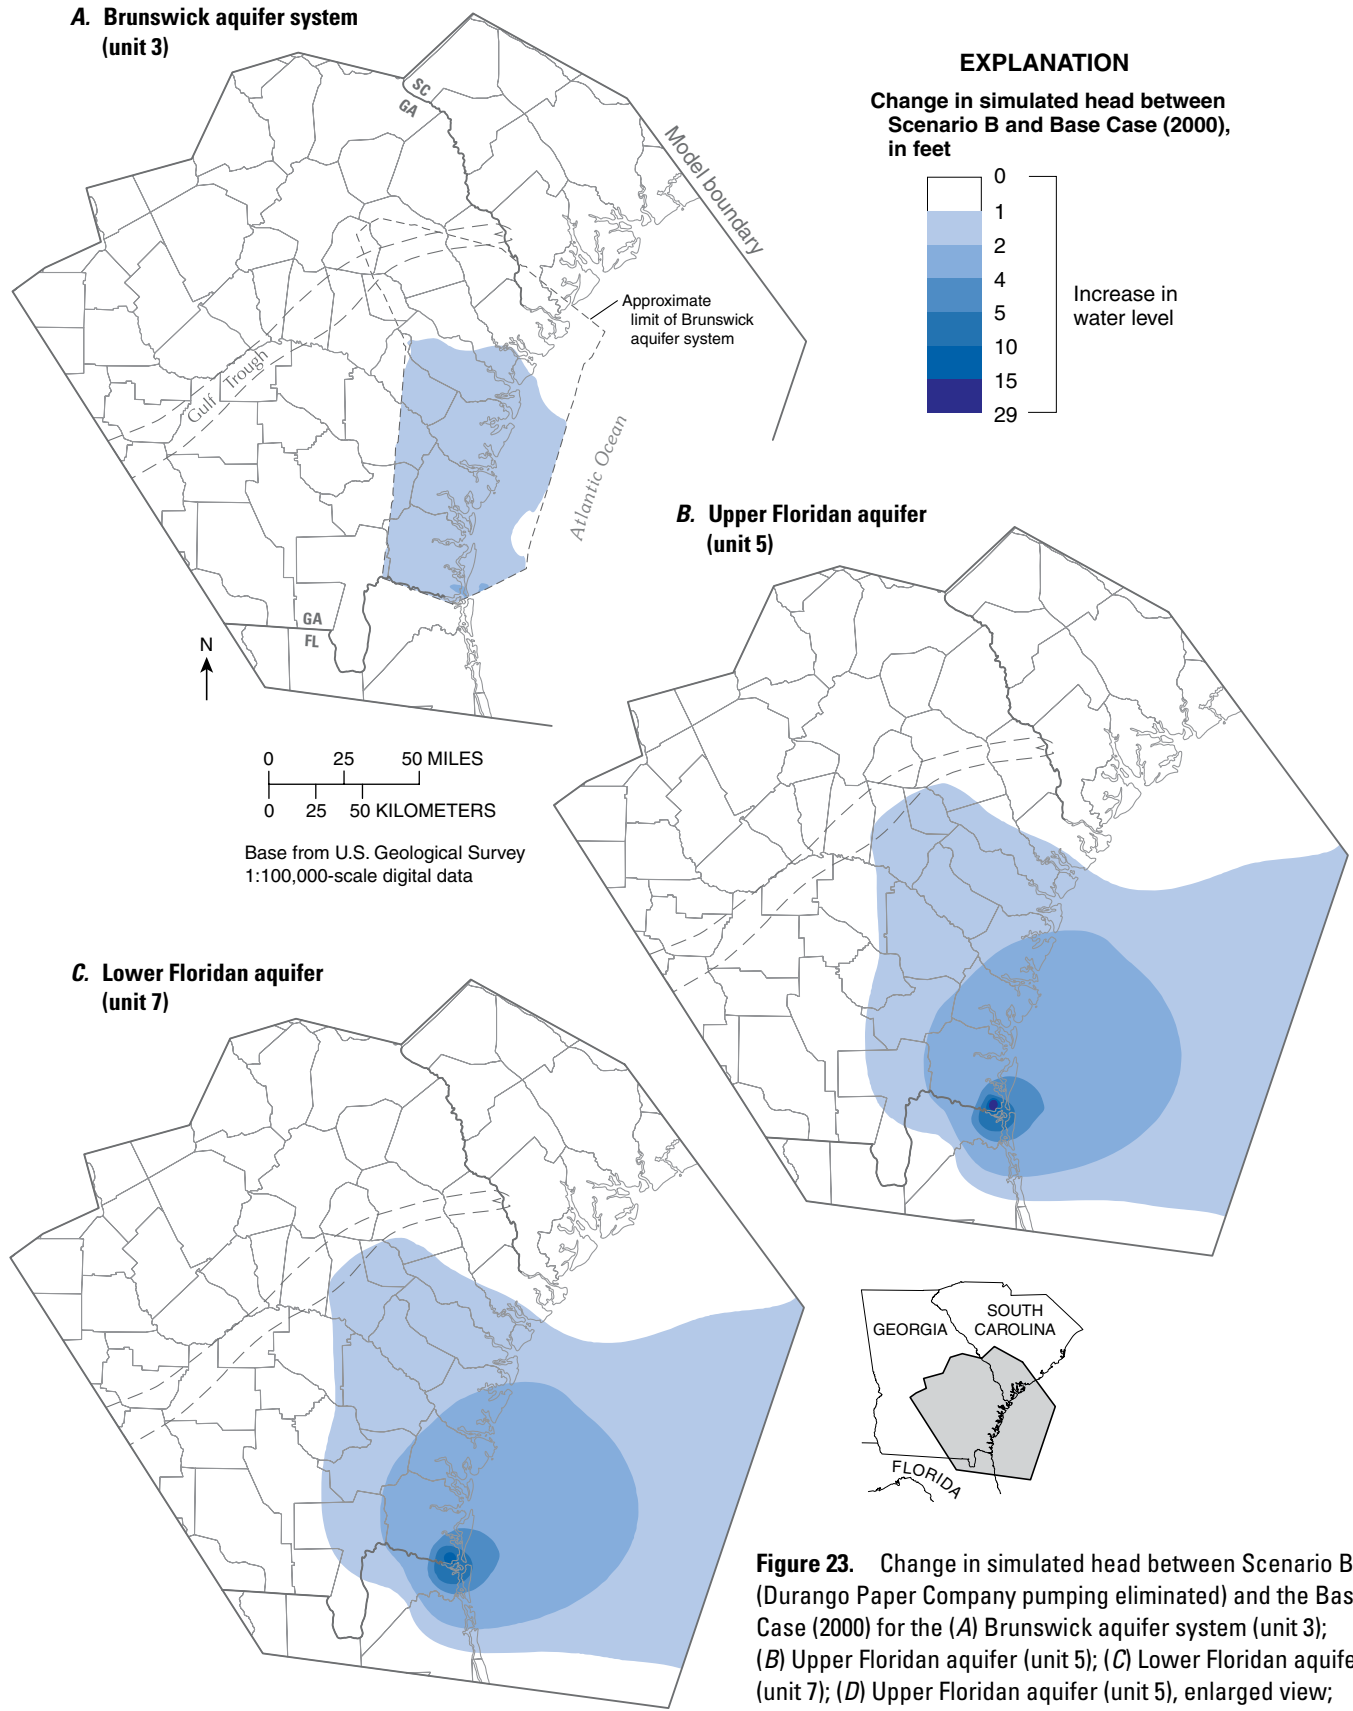 A. Brunswick aquifer system
(unit 3)
SC
GA
Model boundary
Approximate
limit of Brunswick
aquifer system
Gulf Trough
Atlantic Ocean
GA
FL
N
EXPLANATION
Change in simulated head between
Scenario B and Base Case (2000),
in feet
0
1
2
4
5
10
15
29
Increase in
water level
B. Upper Floridan aquifer
(unit 5)
0 25 50 MILES
0 25 50 KILOMETERS
Base from U.S. Geological Survey
1:100,000-scale digital data
C. Lower Floridan aquifer
(unit 7)
GEORGIA
SOUTH
CAROLINA
FLORIDA
Figure 23. Change in simulated head between Scenario B
(Durango Paper Company pumping eliminated) and the Bas
Case (2000) for the (A) Brunswick aquifer system (unit 3);
(B) Upper Floridan aquifer (unit 5); (C) Lower Floridan aquife
(unit 7); (D) Upper Floridan aquifer (unit 5), enlarged view;